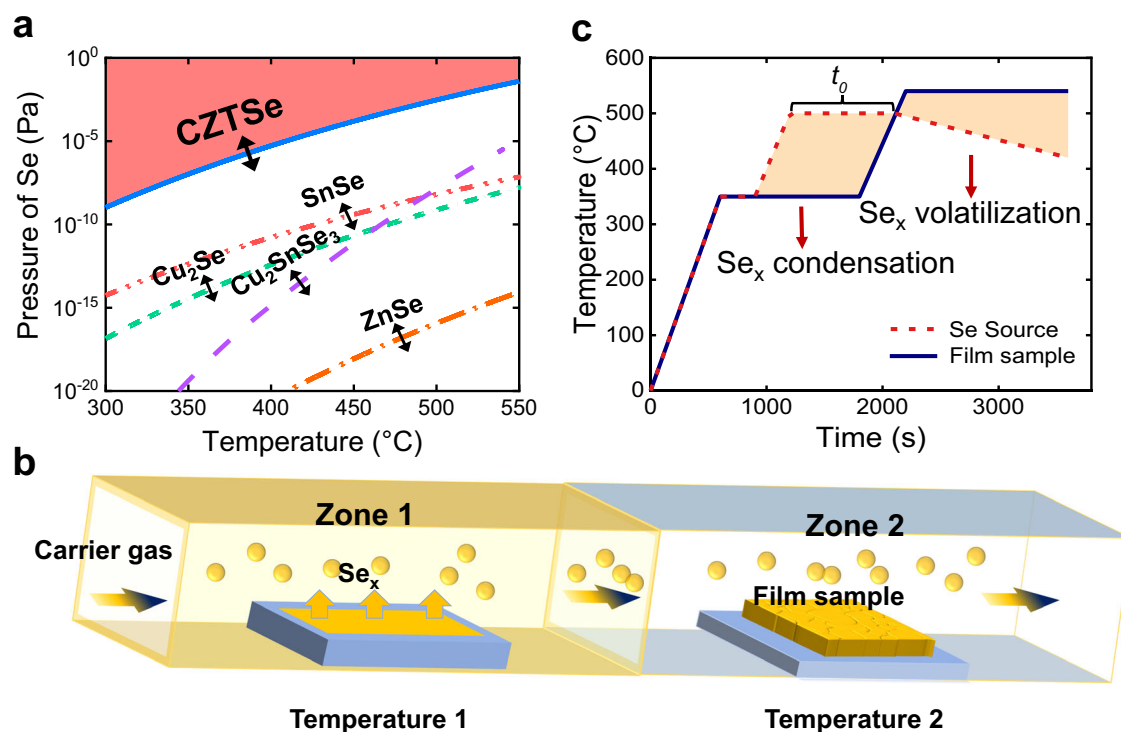 a
Pressure of Se (Pa)
10⁰
10⁻⁵
10⁻¹⁰
10⁻¹⁵
10⁻²⁰
300
350
400
450
500
550
Temperature (°C)
CZTSe
SnSe
Cu₂Se
Cu₂SnSe₃
ZnSe
c
Temperature (°C)
600
500
400
300
200
100
0
0
1000
2000
3000
Time (s)
t₀
Seₓ volatilization
Seₓ condensation
Se Source
Film sample
b
Zone 1
Zone 2
Carrier gas
Seₓ
Film sample
Temperature 1
Temperature 2